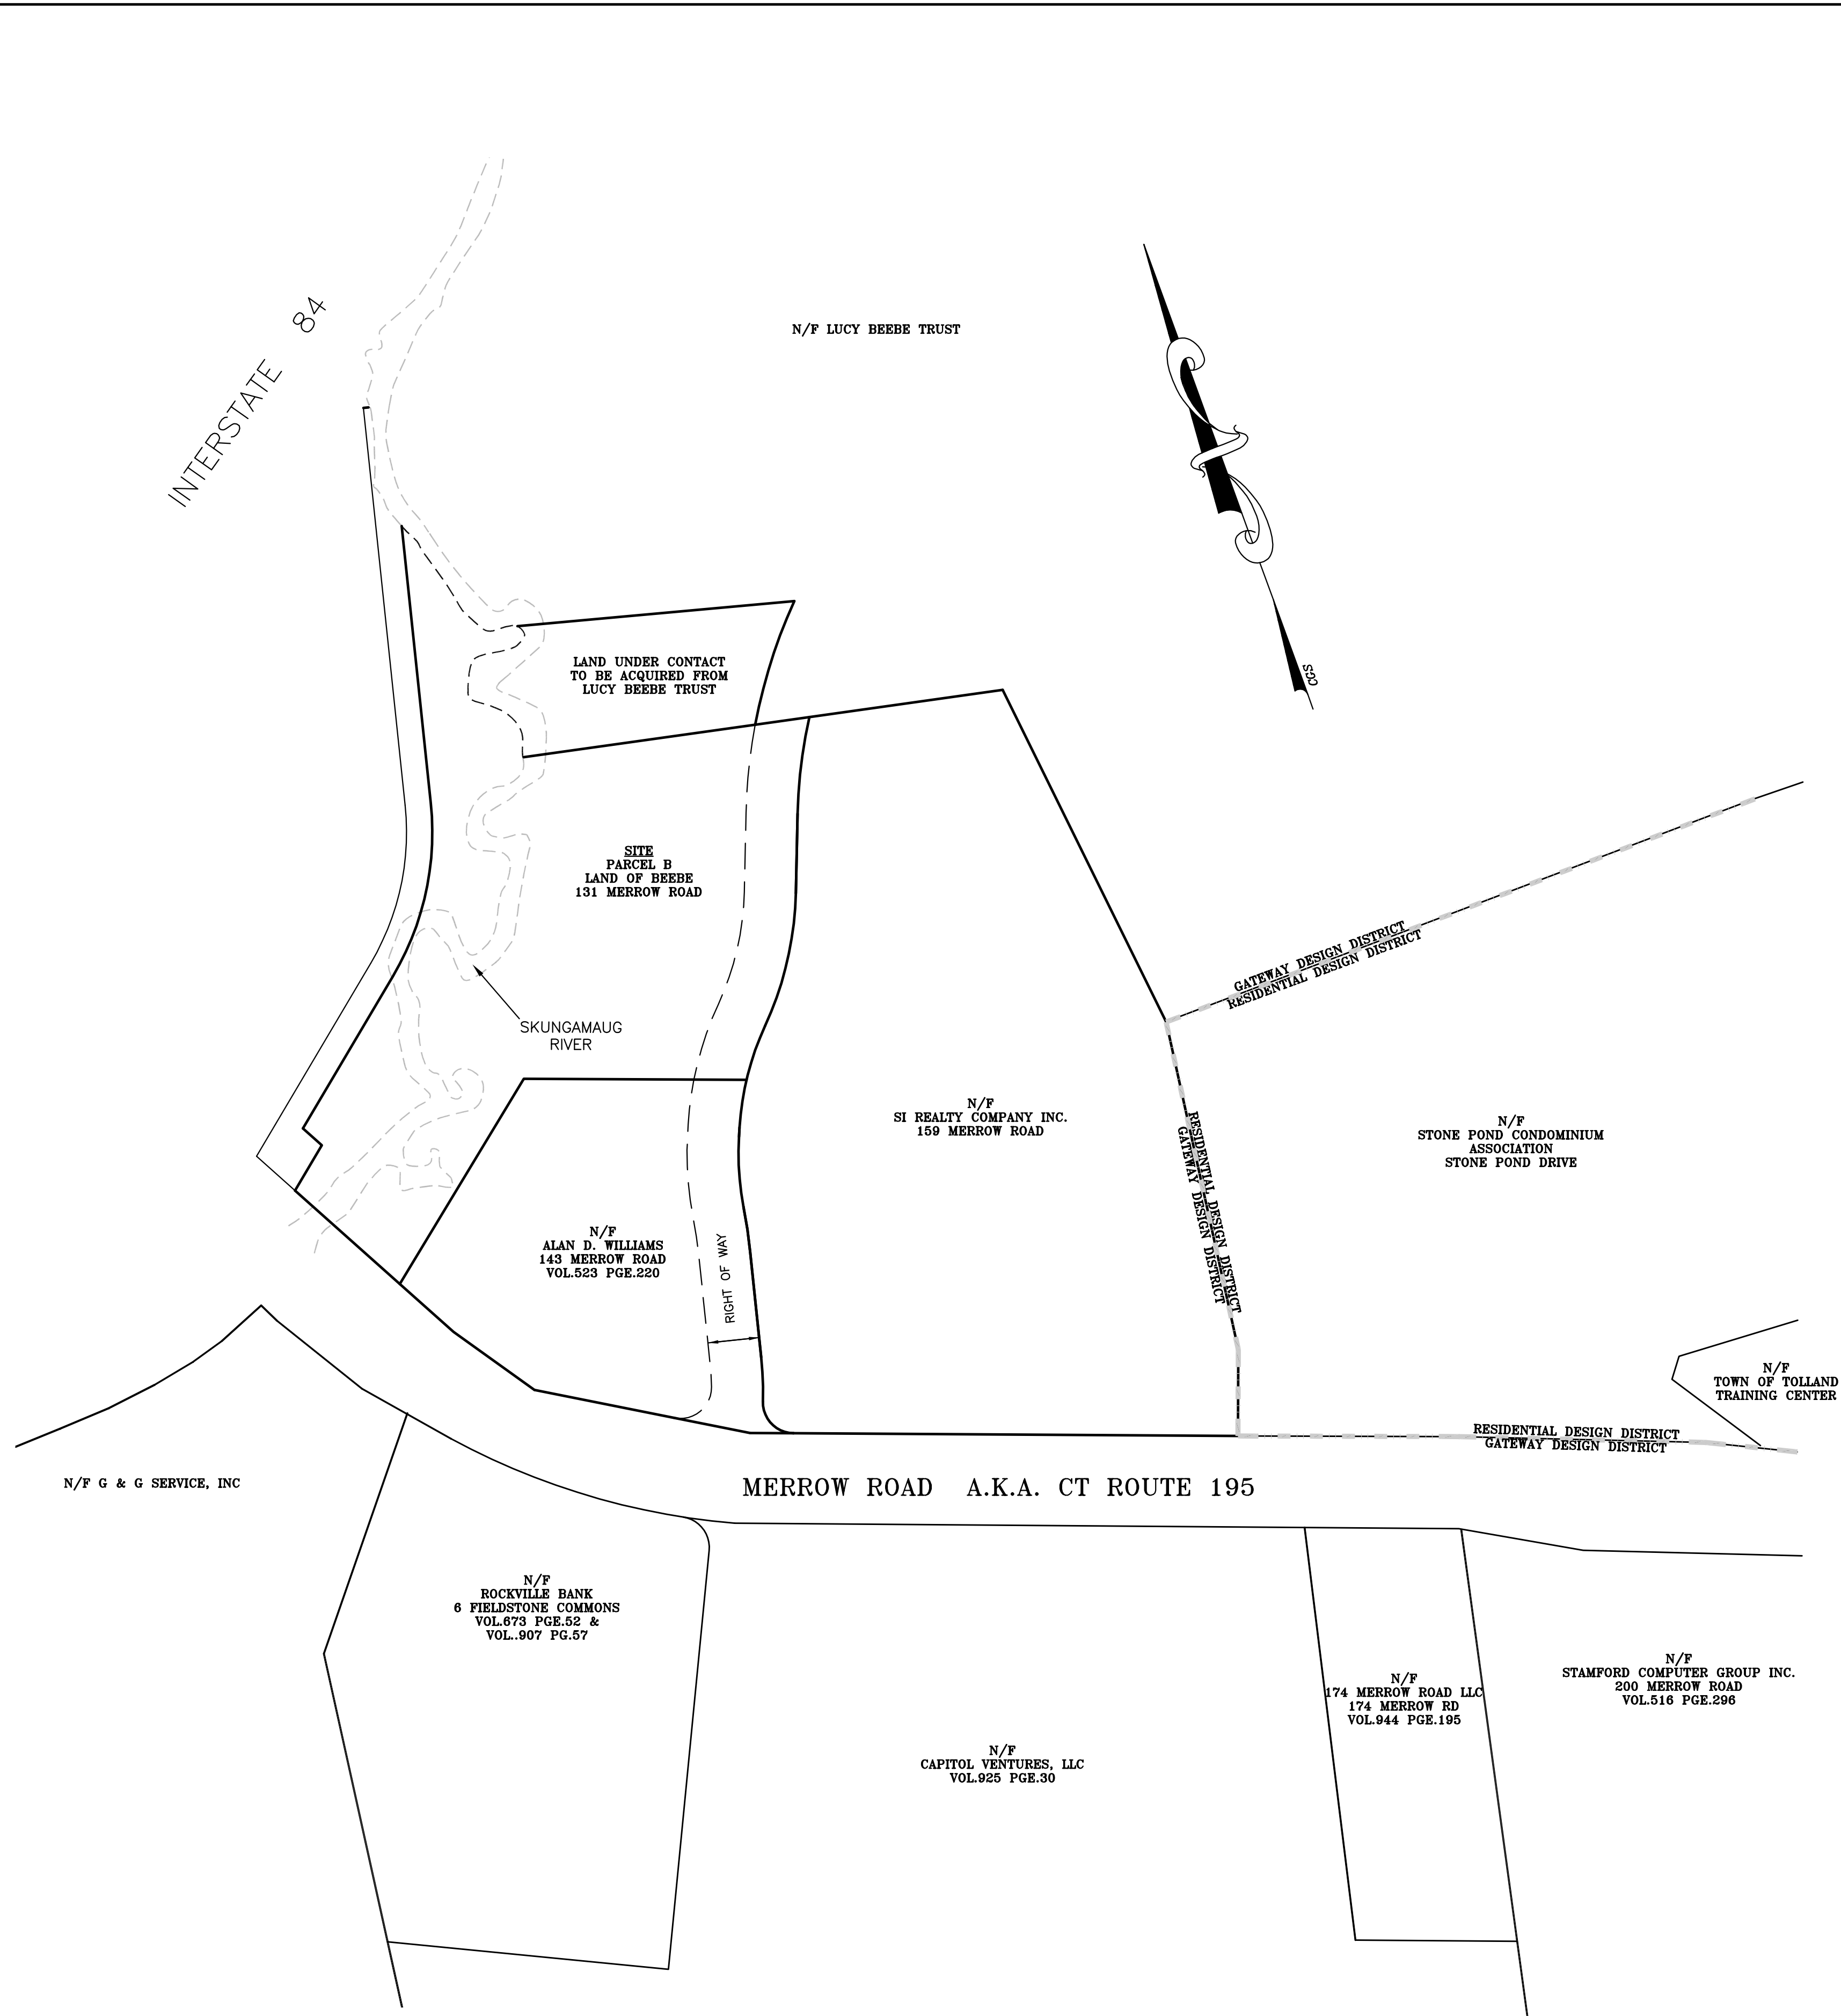 INTERSTATE 84
N/F LUCY BEEBE TRUST
CGS
LAND UNDER CONTACT
TO BE ACQUIRED FROM
LUCY BEEBE TRUST
SITE
PARCEL B
LAND OF BEEBE
131 MERROW ROAD
GATEWAY DESIGN DISTRICT
RESIDENTIAL DESIGN DISTRICT
SKUNGAMAUG
RIVER
N/F
SI REALTY COMPANY INC.
159 MERROW ROAD
RESIDENTIAL DESIGN DISTRICT
GATEWAY DESIGN DISTRICT
N/F
STONE POND CONDOMINIUM
ASSOCIATION
STONE POND DRIVE
N/F
ALAN D. WILLIAMS
143 MERROW ROAD
VOL.523 PGE.220
RIGHT OF WAY
N/F
TOWN OF TOLLAND
TRAINING CENTER
RESIDENTIAL DESIGN DISTRICT
GATEWAY DESIGN DISTRICT
N/F G & G SERVICE, INC
MERROW ROAD A.K.A. CT ROUTE 195
N/F
ROCKVILLE BANK
6 FIELDSTONE COMMONS
VOL.673 PGE.52 &
VOL..907 PG.57
N/F
CAPITOL VENTURES, LLC
VOL.925 PGE.30
N/F
174 MERROW ROAD LLC
174 MERROW RD
VOL.944 PGE.195
N/F
STAMFORD COMPUTER GROUP INC.
200 MERROW ROAD
VOL.516 PGE.296